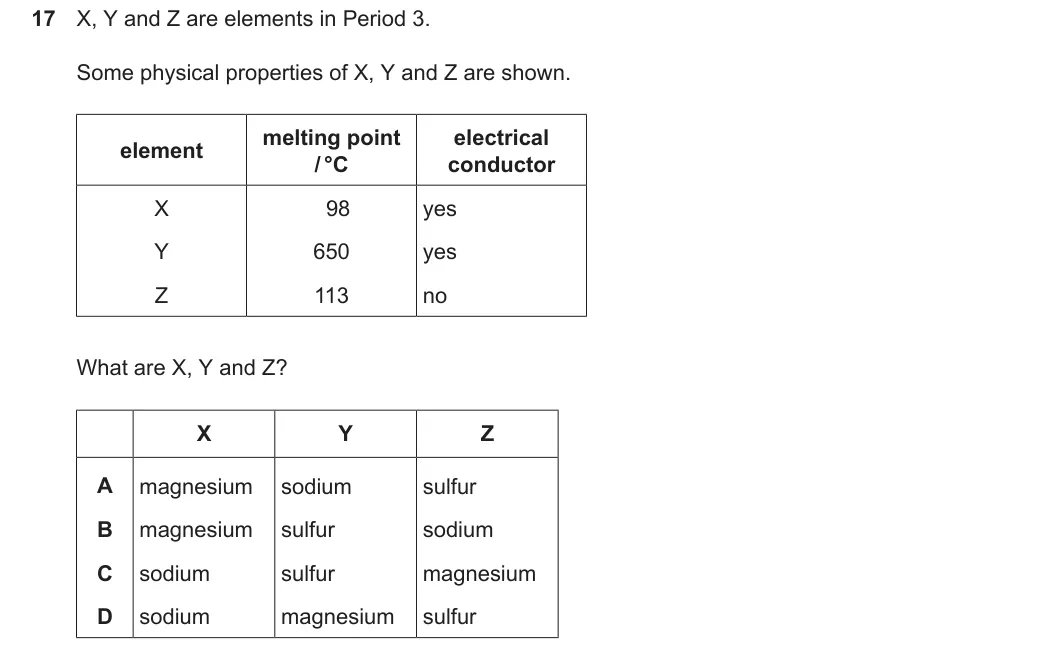 17 X, Y and Z are elements in Period 3.
Some physical properties of X, Y and Z are shown.
element melting point /°C electrical conductor
X 98 yes
Y 650 yes
Z 113 no
What are X, Y and Z?
X Y Z
A magnesium sodium sulfur
B magnesium sulfur sodium
C sodium sulfur magnesium
D sodium magnesium sulfur